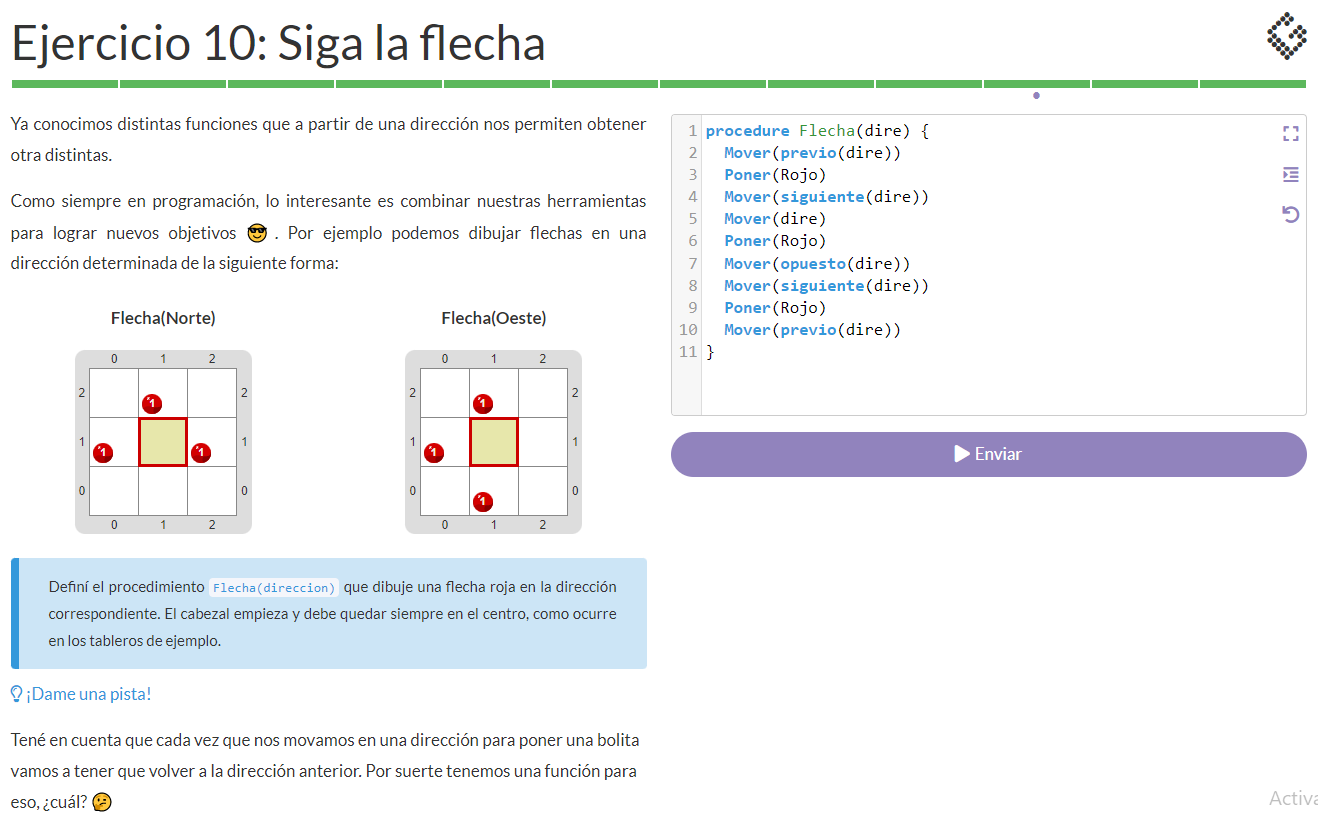 Ejercicio 10: Siga la flecha
Ya conocimos distintas funciones que a partir de una dirección nos permiten obtener
otra distintas.
Como siempre en programación, lo interesante es combinar nuestras herramientas
para lograr nuevos objetivos 😎 . Por ejemplo podemos dibujar flechas en una
dirección determinada de la siguiente forma:
Flecha(Norte)
0 1 2
2 1 2
1 1 1 1
0 0
0 1 2
Flecha(Oeste)
0 1 2
2 1 2
1 1 1
0 1 0
0 1 2
Definí el procedimiento Flecha(direccion) que dibuje una flecha roja en la dirección
correspondiente. El cabezal empieza y debe quedar siempre en el centro, como ocurre
en los tableros de ejemplo.
¡Dame una pista!
Tené en cuenta que cada vez que nos movamos en una dirección para poner una bolita
vamos a tener que volver a la dirección anterior. Por suerte tenemos una función para
eso, ¿cuál? 🤔
1 procedure Flecha(dire) {
2 Mover(previo(dire))
3 Poner(Rojo)
4 Mover(siguiente(dire))
5 Mover(dire)
6 Poner(Rojo)
7 Mover(opuesto(dire))
8 Mover(siguiente(dire))
9 Poner(Rojo)
10 Mover(previo(dire))
11 }
Enviar
Activa